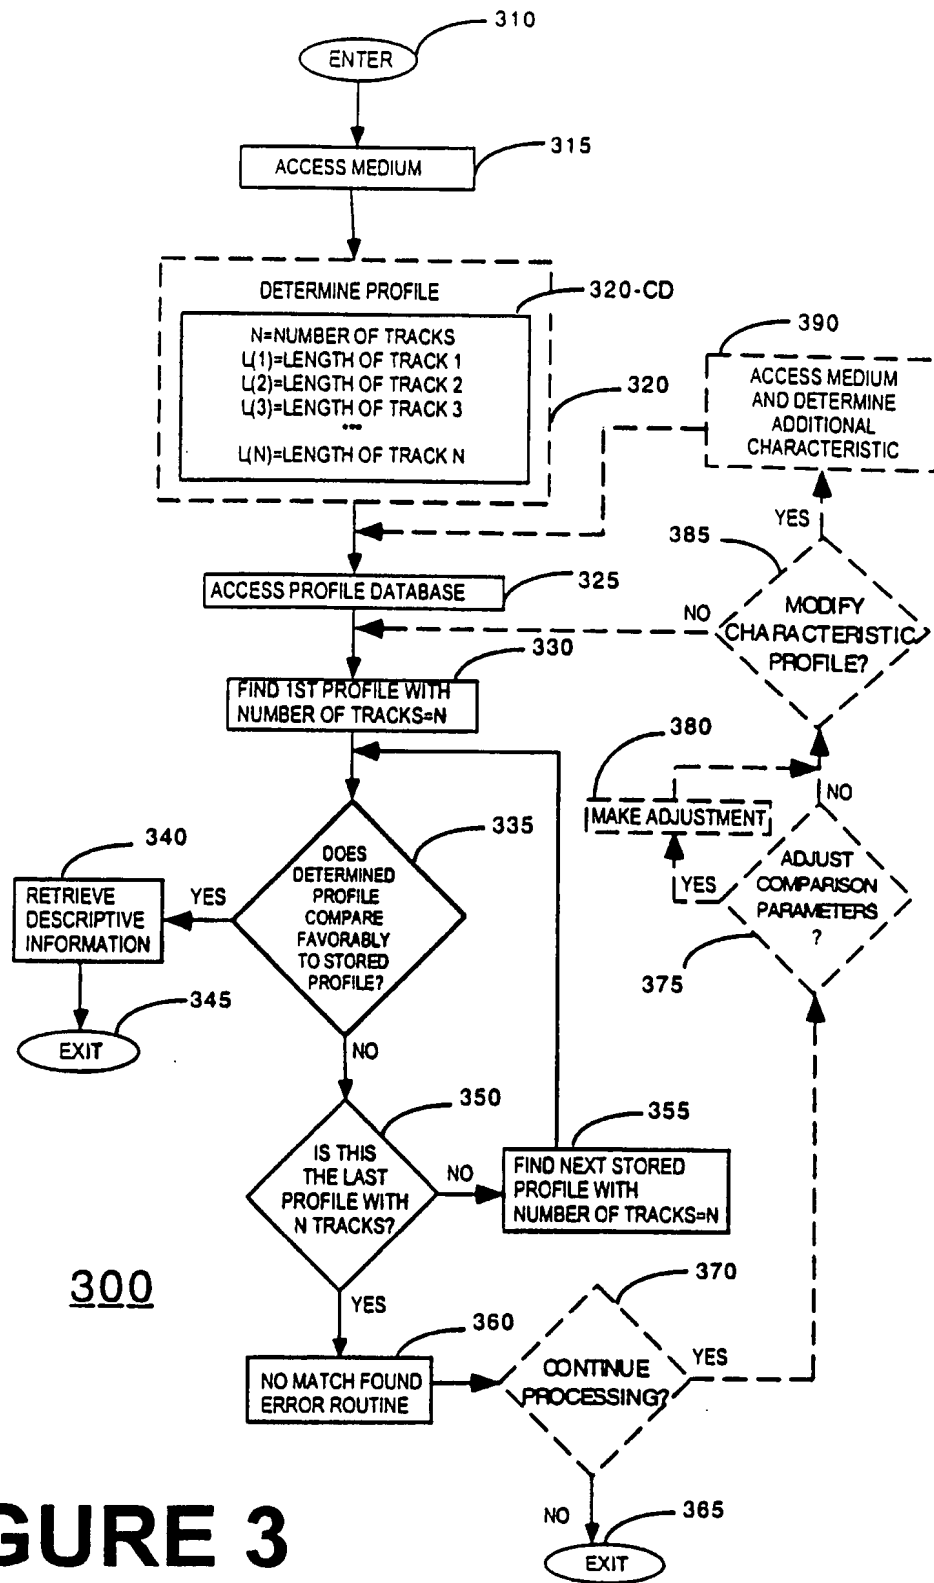 310
ENTER
315
ACCESS MEDIUM
DETERMINE PROFILE
320-CD
N=NUMBER OF TRACKS
L(1)=LENGTH OF TRACK 1
L(2)=LENGTH OF TRACK 2
L(3)=LENGTH OF TRACK 3
...
L(N)=LENGTH OF TRACK N
320
390
ACCESS MEDIUM
AND DETERMINE
ADDITIONAL
CHARACTERISTIC
YES
385
ACCESS PROFILE DATABASE
325
NO
MODIFY
CHARACTERISTIC
PROFILE?
330
FIND 1ST PROFILE WITH
NUMBER OF TRACKS=N
380
MAKE ADJUSTMENT
NO
YES
ADJUST
COMPARISON
PARAMETERS
?
375
335
DOES
DETERMINED
PROFILE
COMPARE
FAVORABLY
TO STORED
PROFILE?
340
YES
RETRIEVE
DESCRIPTIVE
INFORMATION
345
EXIT
NO
350
IS THIS
THE LAST
PROFILE WITH
N TRACKS?
NO
355
FIND NEXT STORED
PROFILE WITH
NUMBER OF TRACKS=N
300
YES
360
NO MATCH FOUND
ERROR ROUTINE
370
CONTINUE
PROCESSING?
YES
NO
365
EXIT
GURE 3